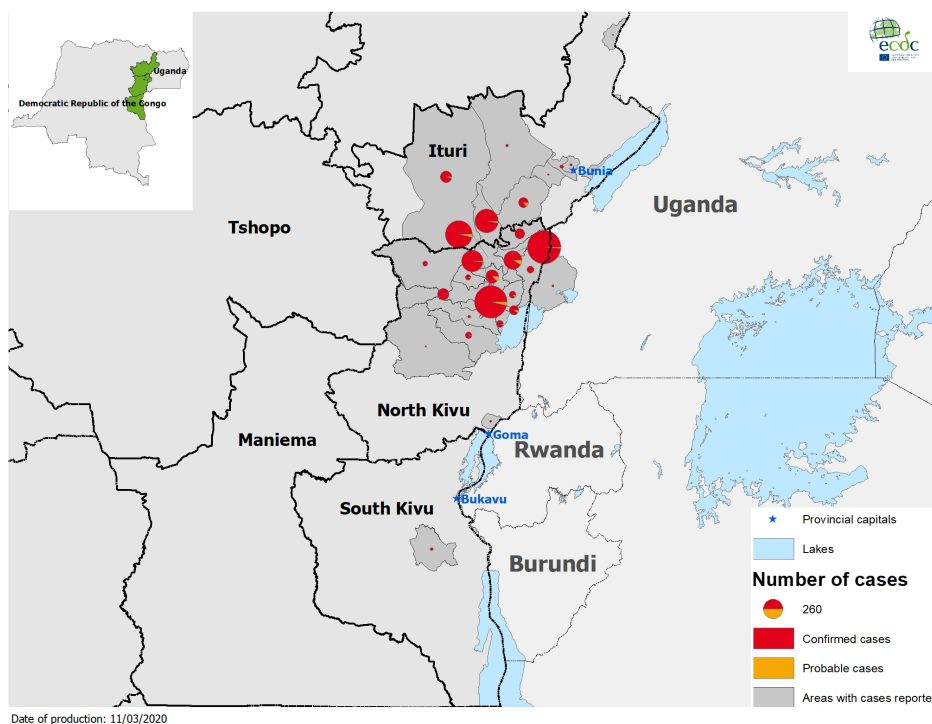 ecdc
Uganda
Democratic Republic of the Congo
Ituri
Bunia
Uganda
Tshopo
North Kivu
Goma
Maniema
Rwanda
South Kivu
Bukavu
Burundi
Provincial capitals
Lakes
Number of cases
260
Confirmed cases
Probable cases
Areas with cases reporte
Date of production: 11/03/2020